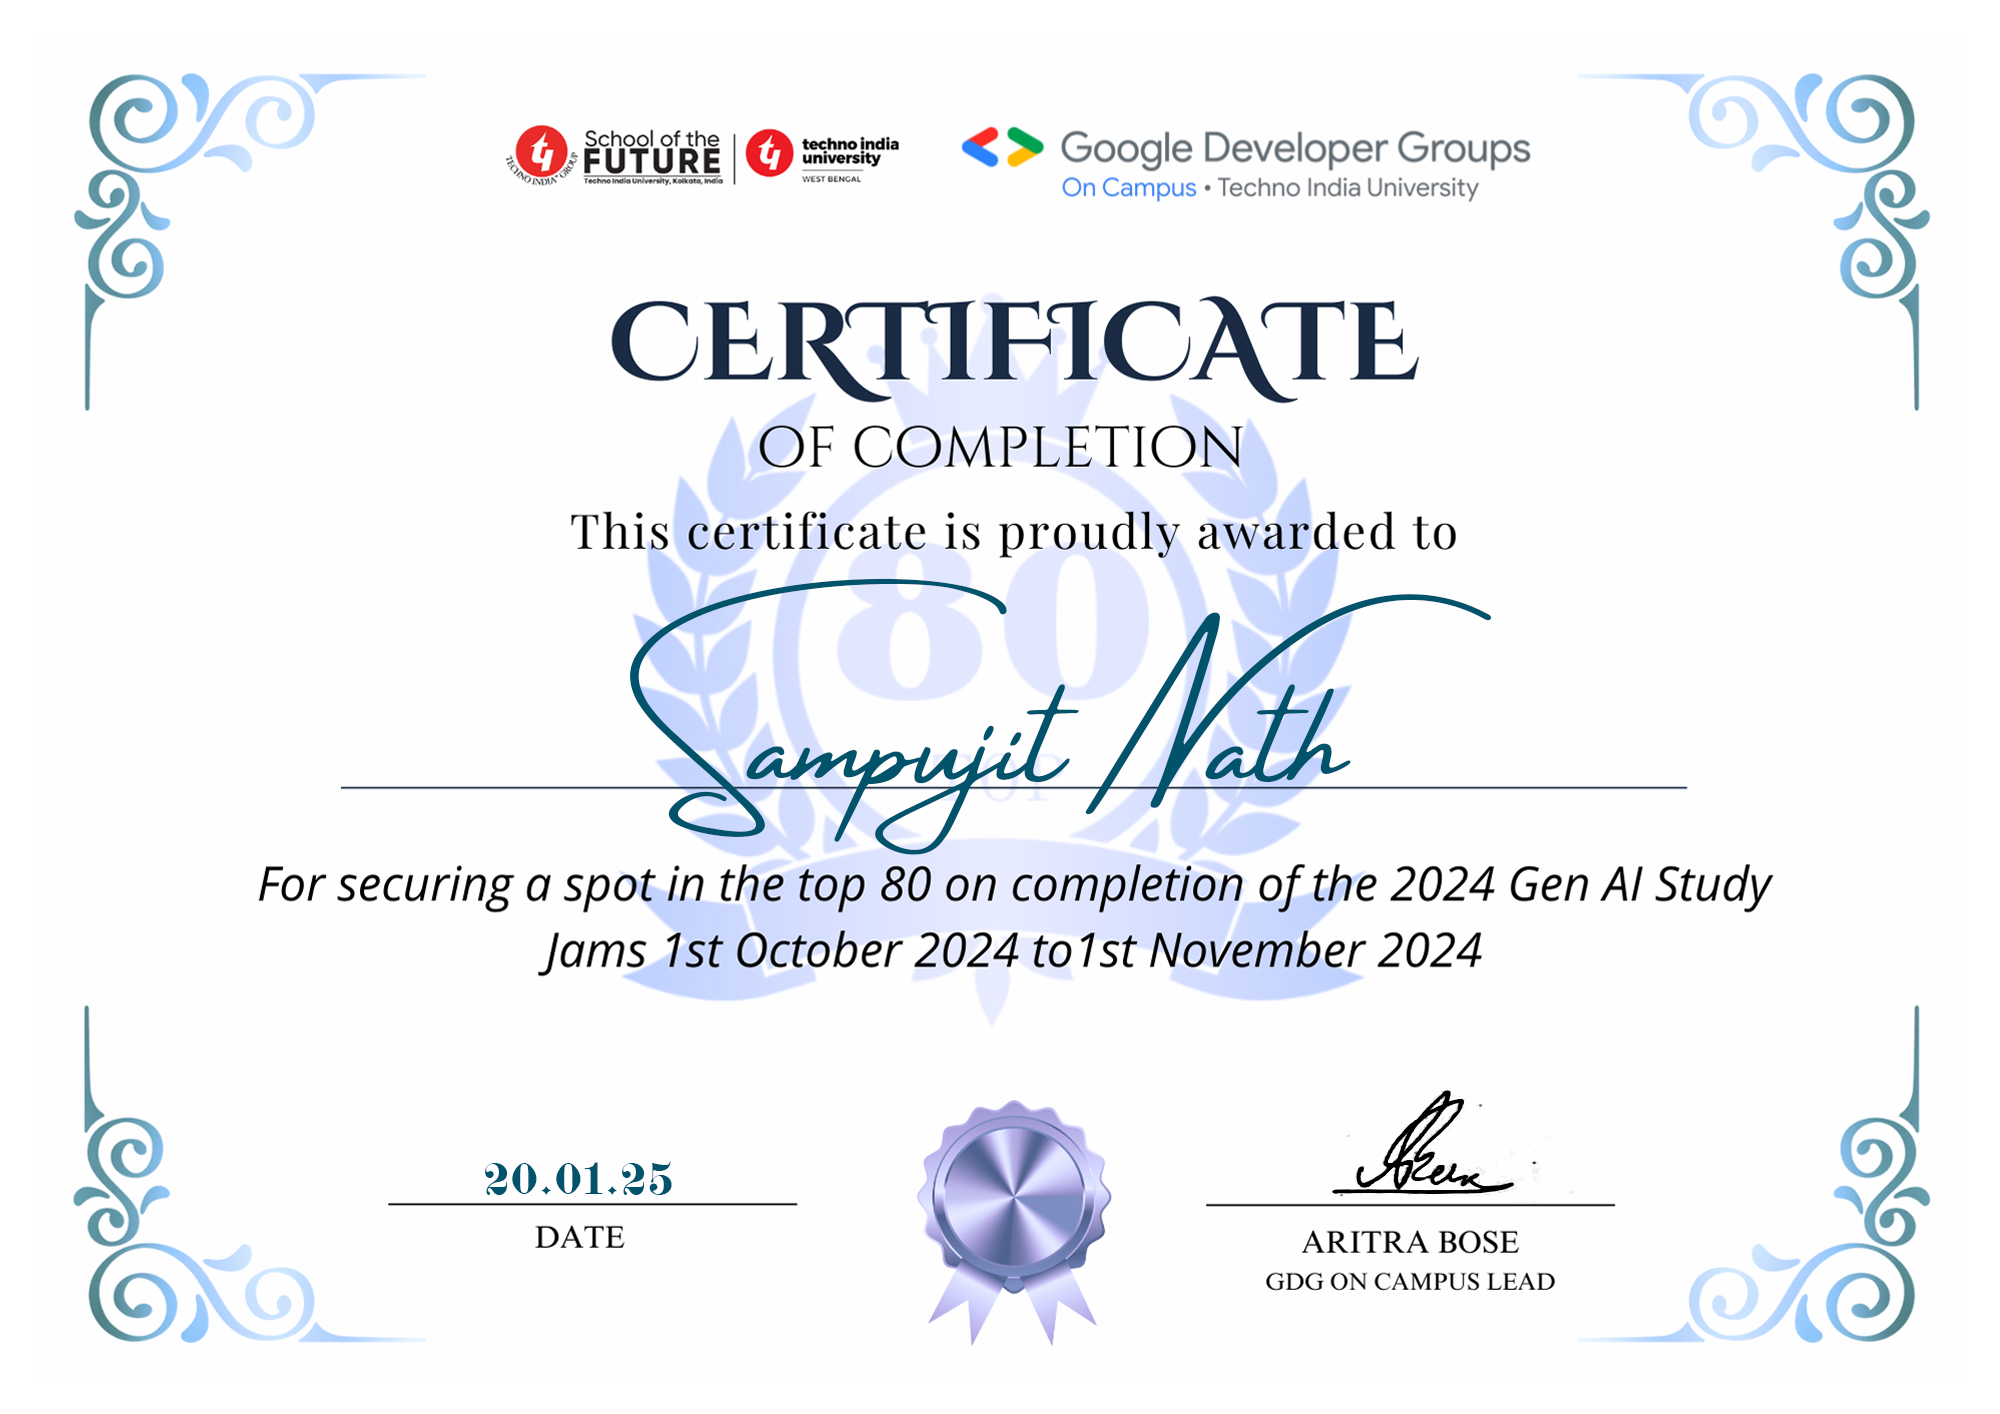 School of the
FUTURE
Techno India University, Kolkata, India
TECHNO INDIA GROUP
techno india
university
WEST BENGAL
Google Developer Groups
On Campus • Techno India University
CERTIFICATE
OF COMPLETION
This certificate is proudly awarded to
80
Sampujit Nath
For securing a spot in the top 80 on completion of the 2024 Gen AI Study
Jams 1st October 2024 to1st November 2024
20.01.25
DATE
ARITRA BOSE
GDG ON CAMPUS LEAD